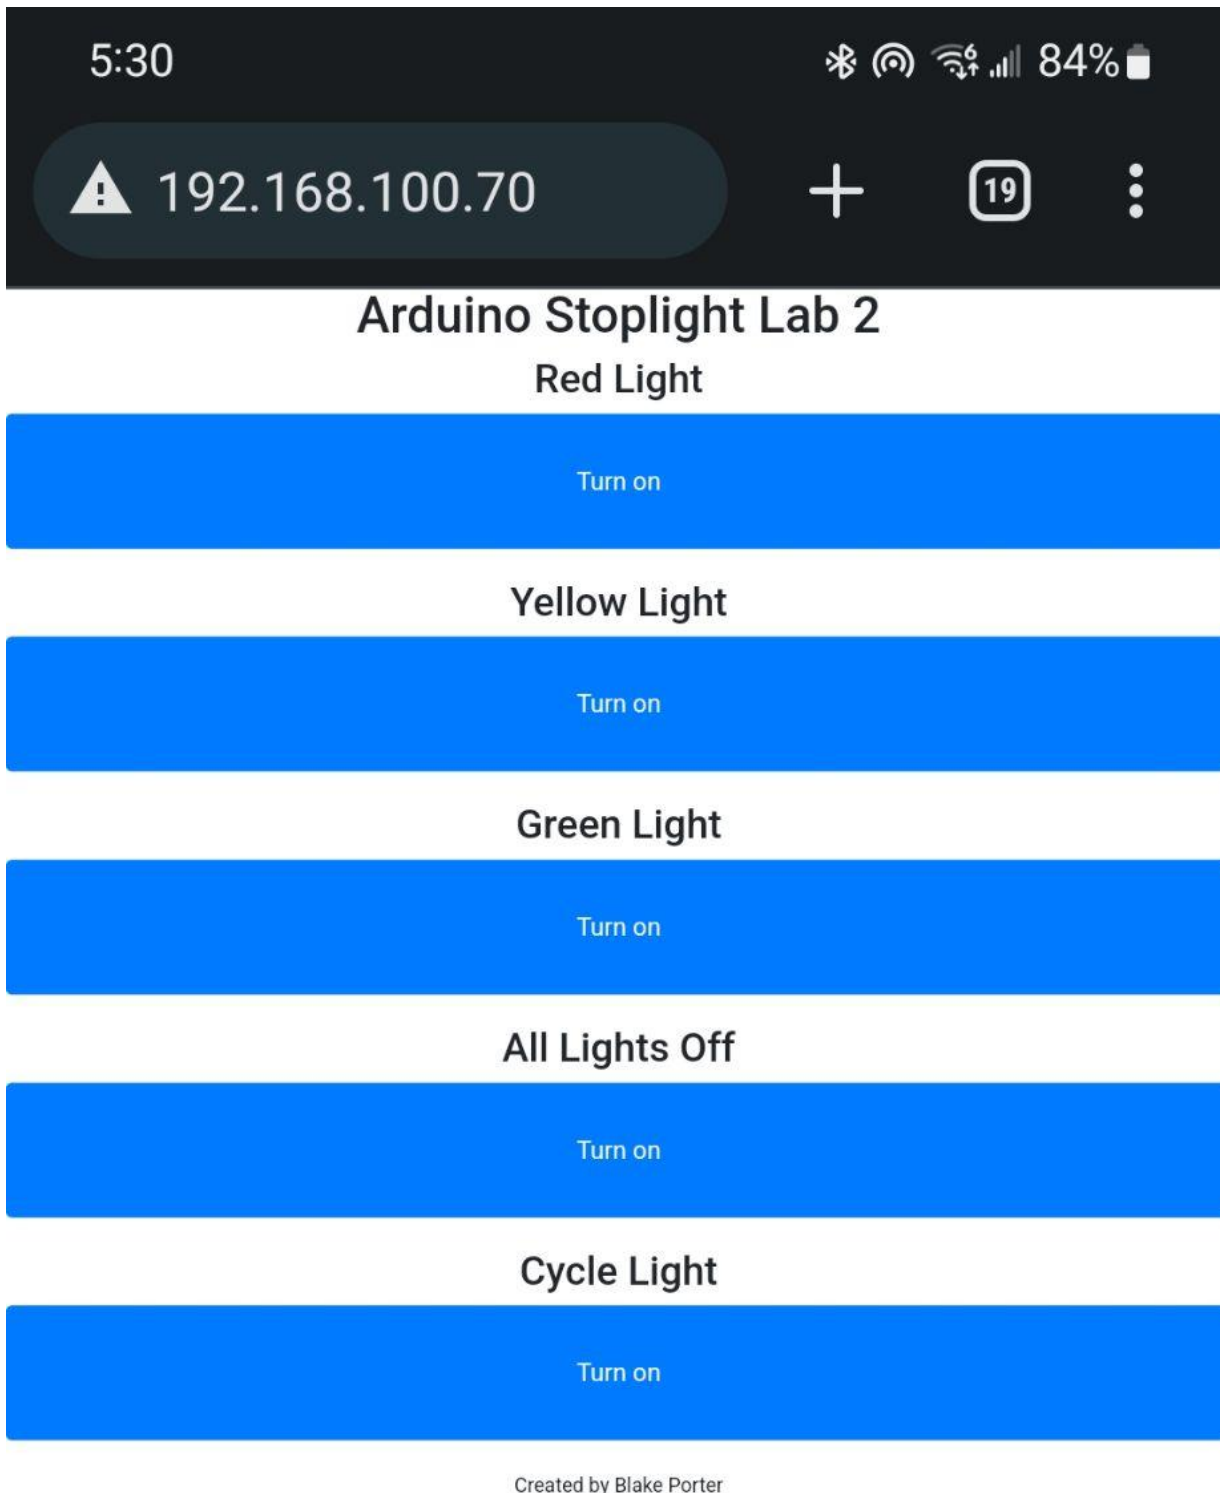 5:30
84%
192.168.100.70
19
Arduino Stoplight Lab 2
Red Light
Turn on
Yellow Light
Turn on
Green Light
Turn on
All Lights Off
Turn on
Cycle Light
Turn on
Created by Blake Porter